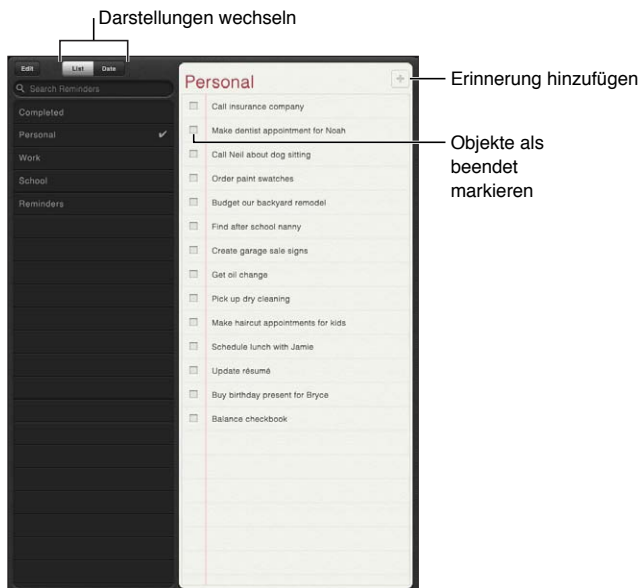 Darstellungen wechseln
Edit
List Date
Search Reminders
Completed
Personal
Work
School
Reminders
Personal
Call insurance company
Make dentist appointment for Noah
Call Neil about dog sitting
Order paint swatches
Budget our backyard remodel
Find after school nanny
Create garage sale signs
Get oil change
Pick up dry cleaning
Make haircut appointments for kids
Schedule lunch with Jamie
Update résumé
Buy birthday present for Bryce
Balance checkbook
Erinnerung hinzufügen
Objekte als
beendet
markieren